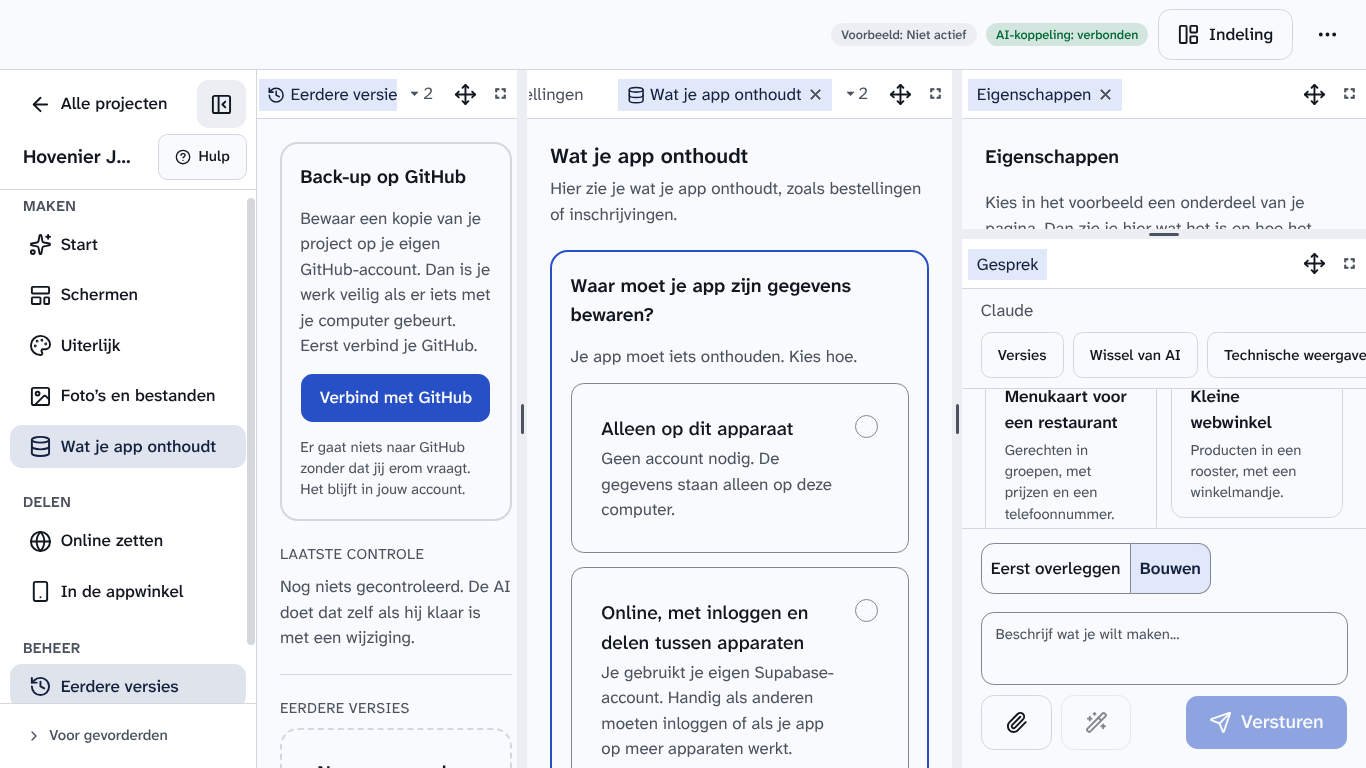 Voorbeeld: Niet actief
AI-koppeling: verbonden
Indeling
Alle projecten
Hovenier J...
Hulp
MAKEN
Start
Schermen
Uiterlijk
Foto's en bestanden
Wat je app onthoudt
DELEN
Online zetten
In de appwinkel
BEHEER
Eerdere versies
Voor gevorderden
Eerdere versie
2
Back-up op GitHub
Bewaar een kopie van je
project op je eigen
GitHub-account. Dan is je
werk veilig als er iets met
je computer gebeurt.
Eerst verbind je GitHub.
Verbind met GitHub
Er gaat niets naar GitHub
zonder dat jij erom vraagt.
Het blijft in jouw account.
LAATSTE CONTROLE
Nog niets gecontroleerd. De AI
doet dat zelf als hij klaar is
met een wijziging.
EERDERE VERSIES
ellingen
Wat je app onthoudt
2
Wat je app onthoudt
Hier zie je wat je app onthoudt, zoals bestellingen
of inschrijvingen.
Waar moet je app zijn gegevens
bewaren?
Je app moet iets onthouden. Kies hoe.
Alleen op dit apparaat
Geen account nodig. De
gegevens staan alleen op deze
computer.
Online, met inloggen en
delen tussen apparaten
Je gebruikt je eigen Supabase-
account. Handig als anderen
moeten inloggen of als je app
op meer apparaten werkt.
Eigenschappen
Eigenschappen
Kies in het voorbeeld een onderdeel van je
pagina. Dan zie je hier wat het is en hoe het
Gesprek
Claude
Versies
Wissel van AI
Technische weergave
Menukaart voor
een restaurant
Gerechten in
groepen, met
prijzen en een
telefoonnummer.
Kleine
webwinkel
Producten in een
rooster, met een
winkelmandje.
Eerst overleggen
Bouwen
Beschrijf wat je wilt maken...
Versturen